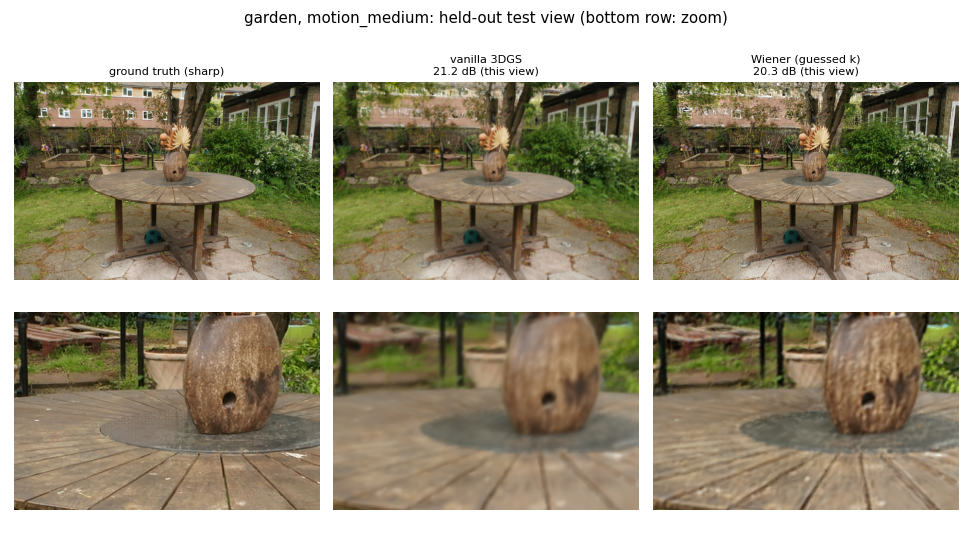 garden, motion_medium: held-out test view (bottom row: zoom)
ground truth (sharp)
vanilla 3DGS
21.2 dB (this view)
Wiener (guessed k)
20.3 dB (this view)